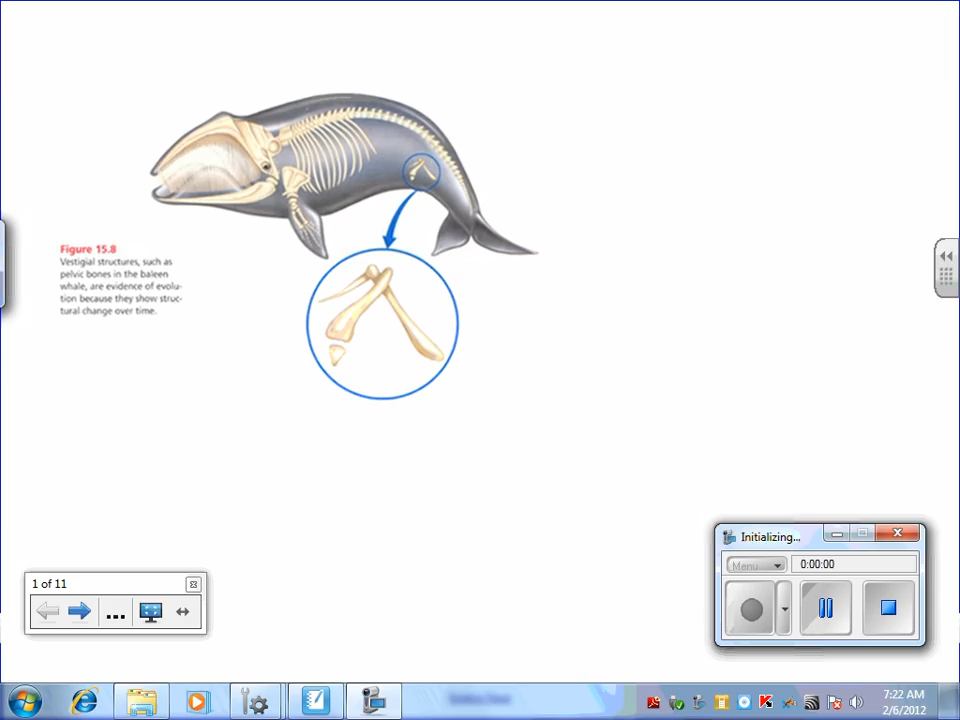 Figure 15.8
Vestigial structures, such as
pelvic bones in the baleen
whale, are evidence of evolu-
tion because they show struc-
tural change over time.
Initializing...
Menu
0:00:00
1 of 11
...
7:22 AM
2/6/2012